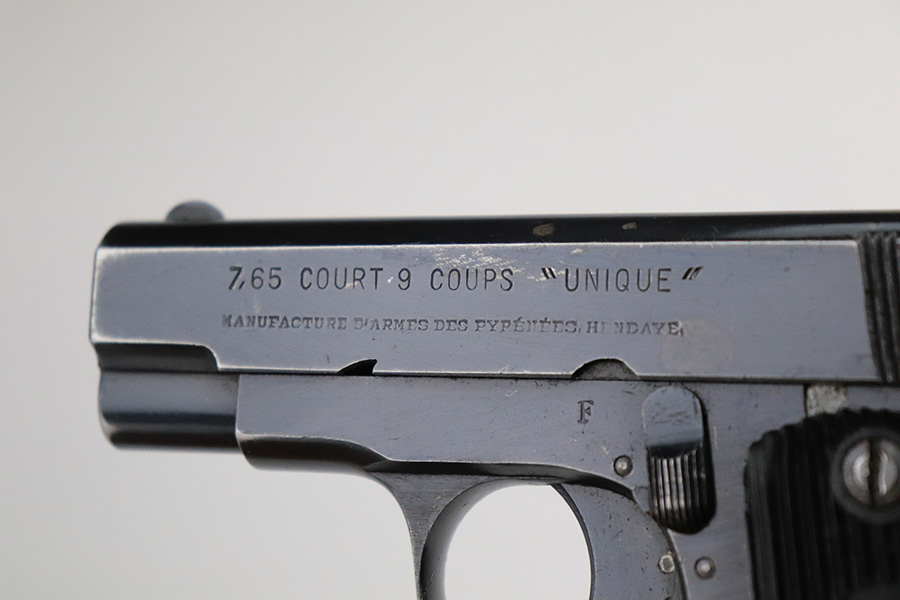 7,65 COURT 9 COUPS "UNIQUE"
MANUFACTURE D'ARMES DES PYRÉNÉES, HENDAYE
F